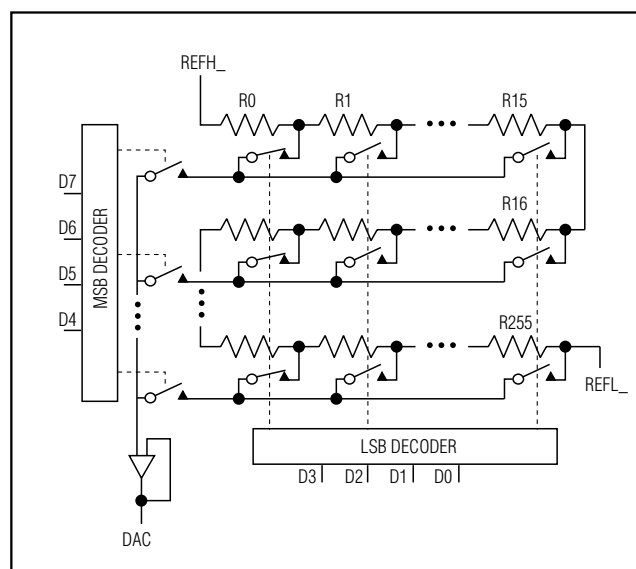 REFH_
R0
R1
R15
D7
D6
D5
D4
MSB DECODER
R16
R255
REFL_
LSB DECODER
D3
D2
D1
D0
DAC